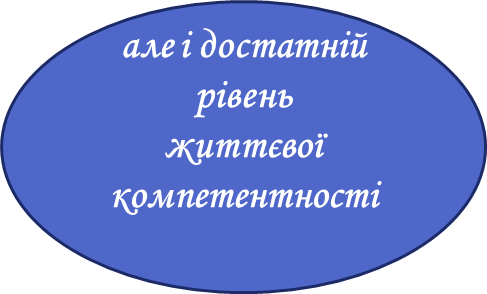 але і достатній
рівень
життєвої
компетентності